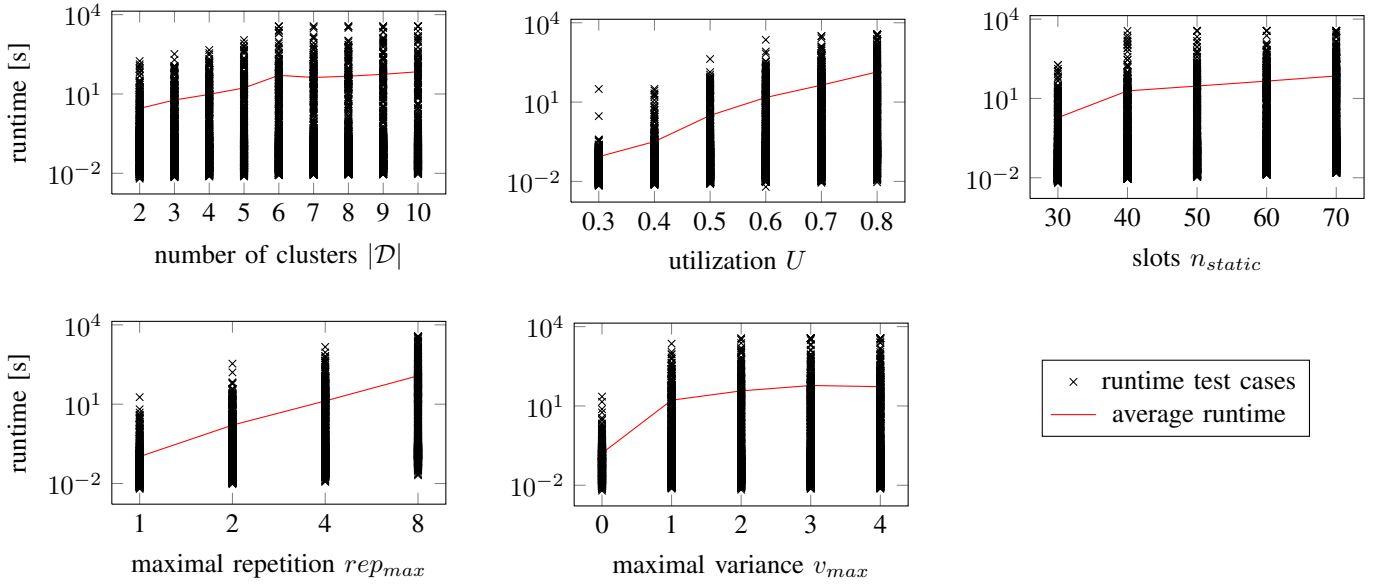 runtime [s]
10^4
10^1
10^−2
2 3 4 5 6 7 8 9 10
number of clusters |𝒟|
10^4
10^1
10^−2
0.3 0.4 0.5 0.6 0.7 0.8
utilization U
10^4
10^1
10^−2
30 40 50 60 70
slots n_static
runtime [s]
10^4
10^1
10^−2
1 2 4 8
maximal repetition rep_max
10^4
10^1
10^−2
0 1 2 3 4
maximal variance v_max
runtime test cases
average runtime